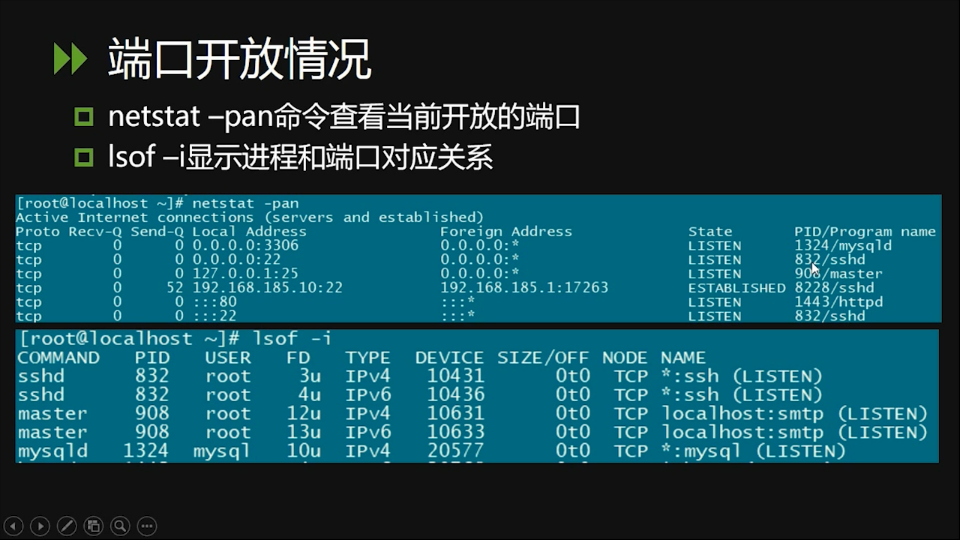 端口开放情况
netstat –pan命令查看当前开放的端口
lsof –i显示进程和端口对应关系
[root@localhost ~]# netstat -pan
Active Internet connections (servers and established)
Proto Recv-Q Send-Q Local Address Foreign Address State PID/Program name
tcp 0 0 0.0.0.0:3306 0.0.0.0:* LISTEN 1324/mysqld
tcp 0 0 0.0.0.0:22 0.0.0.0:* LISTEN 832/sshd
tcp 0 0 127.0.0.1:25 0.0.0.0:* LISTEN 908/master
tcp 0 52 192.168.185.10:22 192.168.185.1:17263 ESTABLISHED 8228/sshd
tcp 0 0 :::80 :::* LISTEN 1443/httpd
tcp 0 0 :::22 :::* LISTEN 832/sshd
[root@localhost ~]# lsof -i
COMMAND PID USER FD TYPE DEVICE SIZE/OFF NODE NAME
sshd 832 root 3u IPv4 10431 0t0 TCP *:ssh (LISTEN)
sshd 832 root 4u IPv6 10436 0t0 TCP *:ssh (LISTEN)
master 908 root 12u IPv4 10631 0t0 TCP localhost:smtp (LISTEN)
master 908 root 13u IPv6 10633 0t0 TCP localhost:smtp (LISTEN)
mysqld 1324 mysql 10u IPv4 20577 0t0 TCP *:mysql (LISTEN)